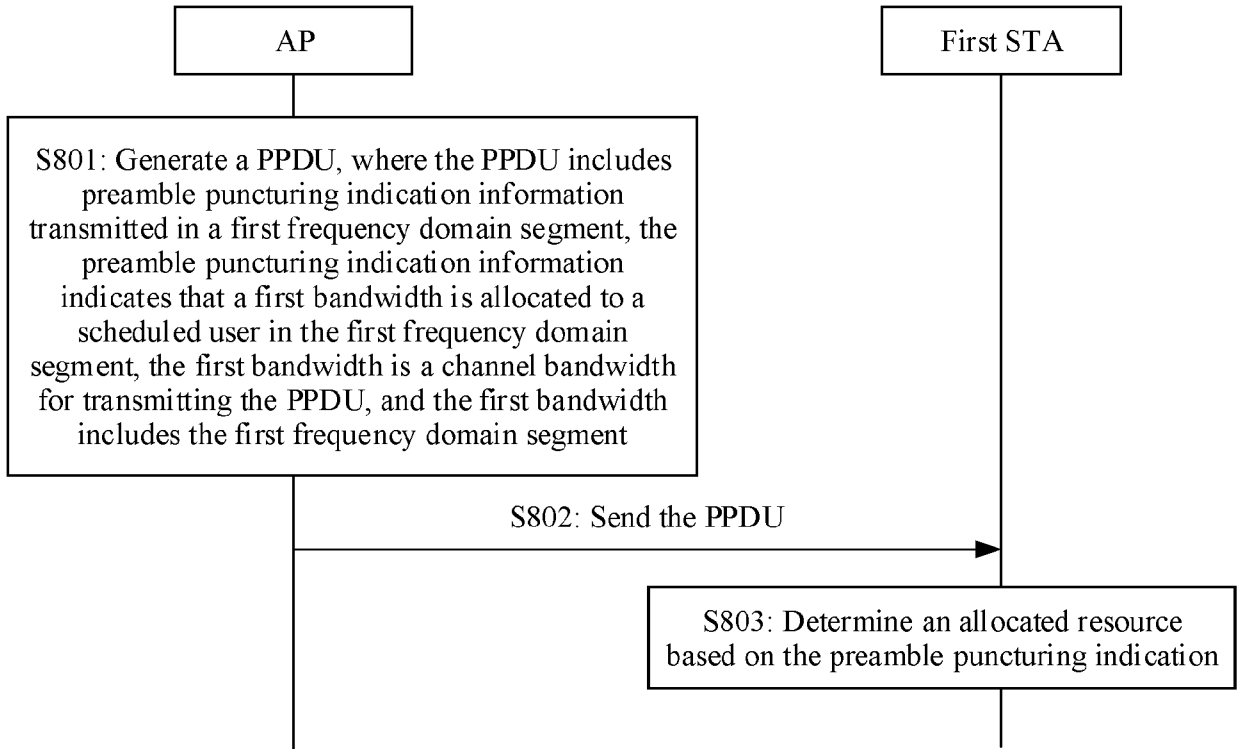 AP
First STA
S801: Generate a PPDU, where the PPDU includes
preamble puncturing indication information
transmitted in a first frequency domain segment, the
preamble puncturing indication information
indicates that a first bandwidth is allocated to a
scheduled user in the first frequency domain
segment, the first bandwidth is a channel bandwidth
for transmitting the PPDU, and the first bandwidth
includes the first frequency domain segment
S802: Send the PPDU
S803: Determine an allocated resource
based on the preamble puncturing indication